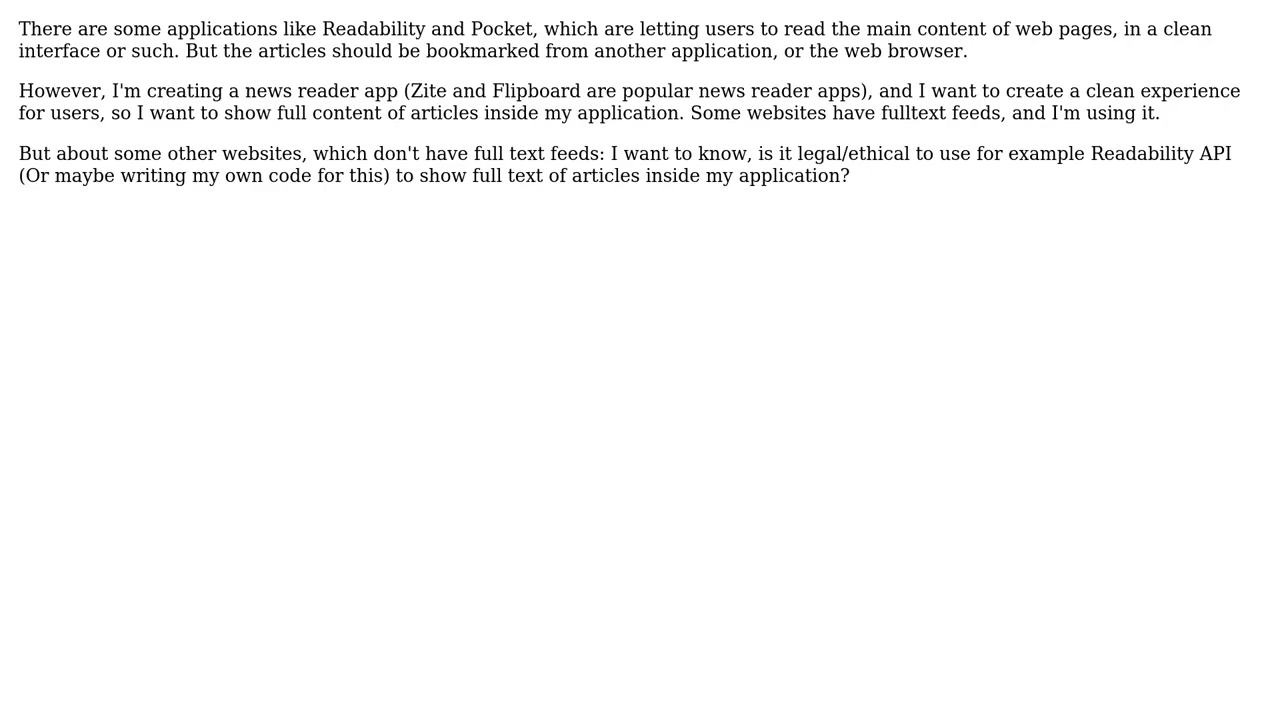 There are some applications like Readability and Pocket, which are letting users to read the main content of web pages, in a clean
interface or such. But the articles should be bookmarked from another application, or the web browser.
However, I'm creating a news reader app (Zite and Flipboard are popular news reader apps), and I want to create a clean experience
for users, so I want to show full content of articles inside my application. Some websites have fulltext feeds, and I'm using it.
But about some other websites, which don't have full text feeds: I want to know, is it legal/ethical to use for example Readability API
(Or maybe writing my own code for this) to show full text of articles inside my application?